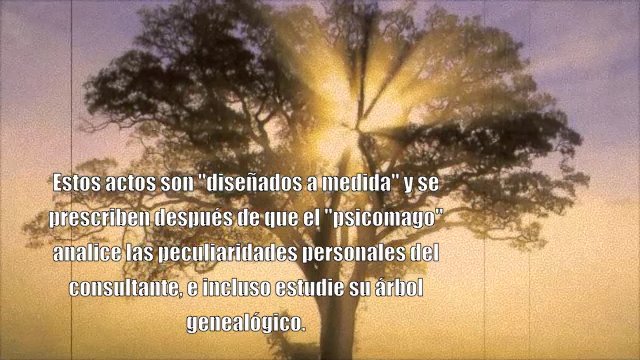 Estos actos son "diseñados a medida" y se
prescriben después de que el "psicomago"
analice las peculiaridades personales del
consultante, e incluso estudie su árbol
genealógico.